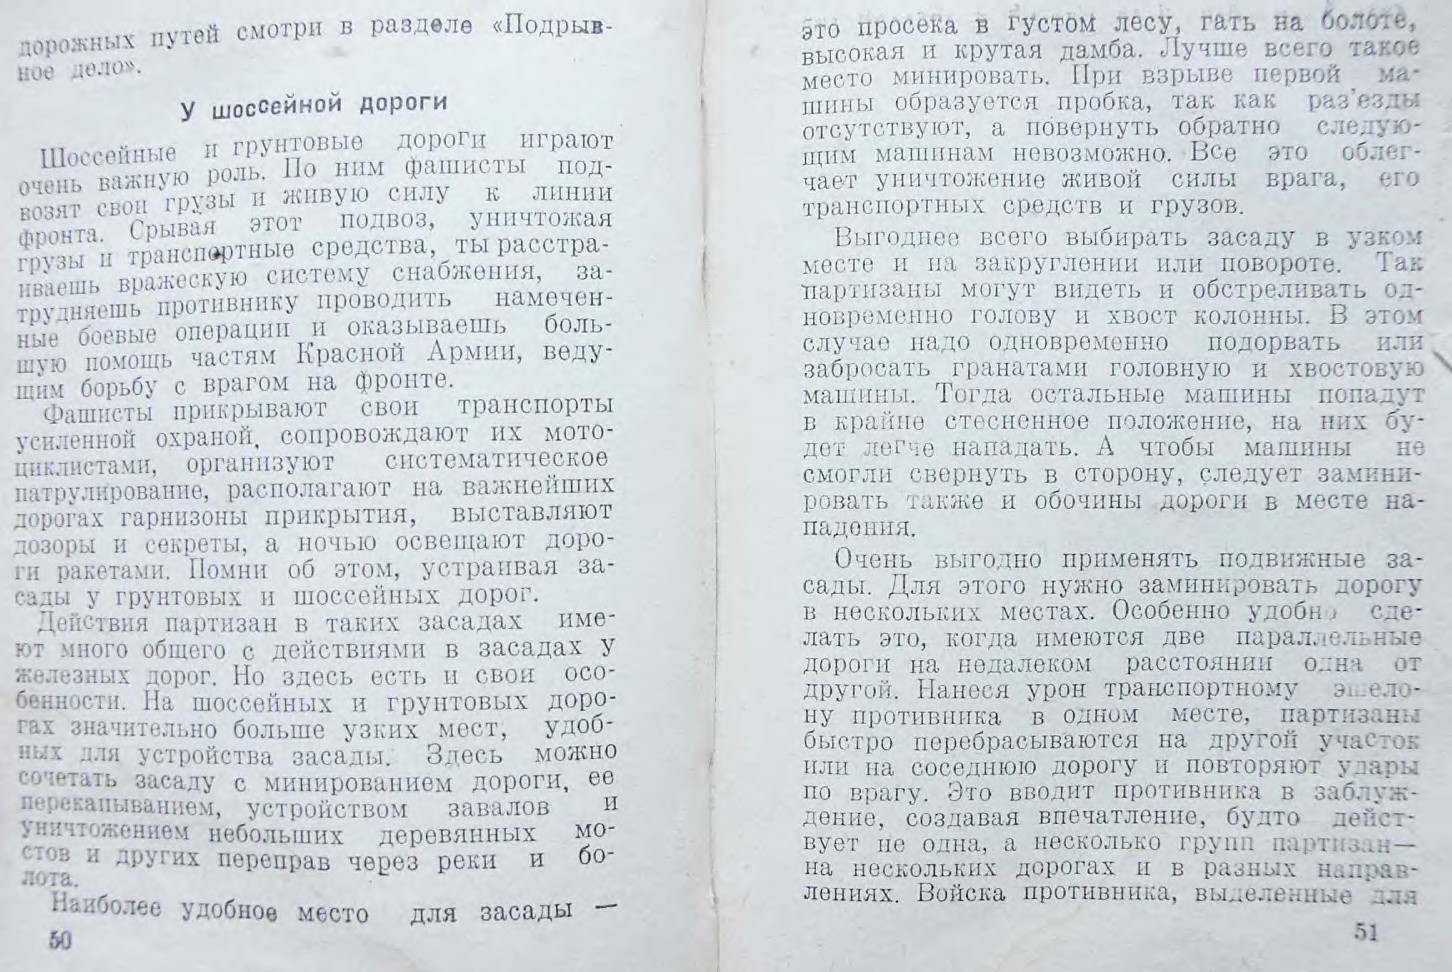 дорожных путей смотри в разделе «Подрыв-
ное дело».
У шоссейной дороги
Шоссейные и грунтовые дороги играют
очень важную роль. По ним фашисты под-
возят свои грузы и живую силу к линии
фронта. Срывая этот подвоз, уничтожая
грузы и транспортные средства, ты расстра-
иваешь вражескую систему снабжения, за-
трудняешь противнику проводить намечен-
ные боевые операции и оказываешь боль-
шую помощь частям Красной Армии, веду-
щим борьбу с врагом на фронте.
Фашисты прикрывают свои транспорты
усиленной охраной, сопровождают их мото-
циклистами, организуют систематическое
патрулирование, располагают на важнейших
дорогах гарнизоны прикрытия, выставляют
дозоры и секреты, а ночью освещают доро-
ги ракетами. Помни об этом, устраивая за-
сады у грунтовых и шоссейных дорог.
Действия партизан в таких засадах име-
ют много общего с действиями в засадах у
железных дорог. Но здесь есть и свои осо-
бенности. На шоссейных и грунтовых доро-
гах значительно больше узких мест, удоб-
ных для устройства засады. Здесь можно
сочетать засаду с минированием дороги, ее
перекапыванием, устройством завалов и
уничтожением небольших деревянных мо-
стов и других переправ через реки и бо-
лота.
Наиболее удобное место для засады —
50
это просека в густом лесу, гать на болоте,
высокая и крутая дамба. Лучше всего такое
место минировать. При взрыве первой ма-
шины образуется пробка, так как раз'езды
отсутствуют, а повернуть обратно следую-
щим машинам невозможно. Все это облег-
чает уничтожение живой силы врага, его
транспортных средств и грузов.
Выгоднее всего выбирать засаду в узком
месте и на закруглении или повороте. Так
партизаны могут видеть и обстреливать од-
новременно голову и хвост колонны. В этом
случае надо одновременно подорвать или
забросать гранатами головную и хвостовую
машины. Тогда остальные машины попадут
в крайне стесненное положение, на них бу-
дет легче нападать. А чтобы машины не
смогли свернуть в сторону, следует замини-
ровать также и обочины дороги в месте на-
падения.
Очень выгодно применять подвижные за-
сады. Для этого нужно заминировать дорогу
в нескольких местах. Особенно удобно сде-
лать это, когда имеются две параллельные
дороги на недалеком расстоянии одна от
другой. Нанеся урон транспортному эшело-
ну противника в одном месте, партизаны
быстро перебрасываются на другой участок
или на соседнюю дорогу и повторяют удары
по врагу. Это вводит противника в заблуж-
дение, создавая впечатление, будто дейст-
вует не одна, а несколько групп партизан—
на нескольких дорогах и в разных направ-
лениях. Войска противника, выделенные для
51